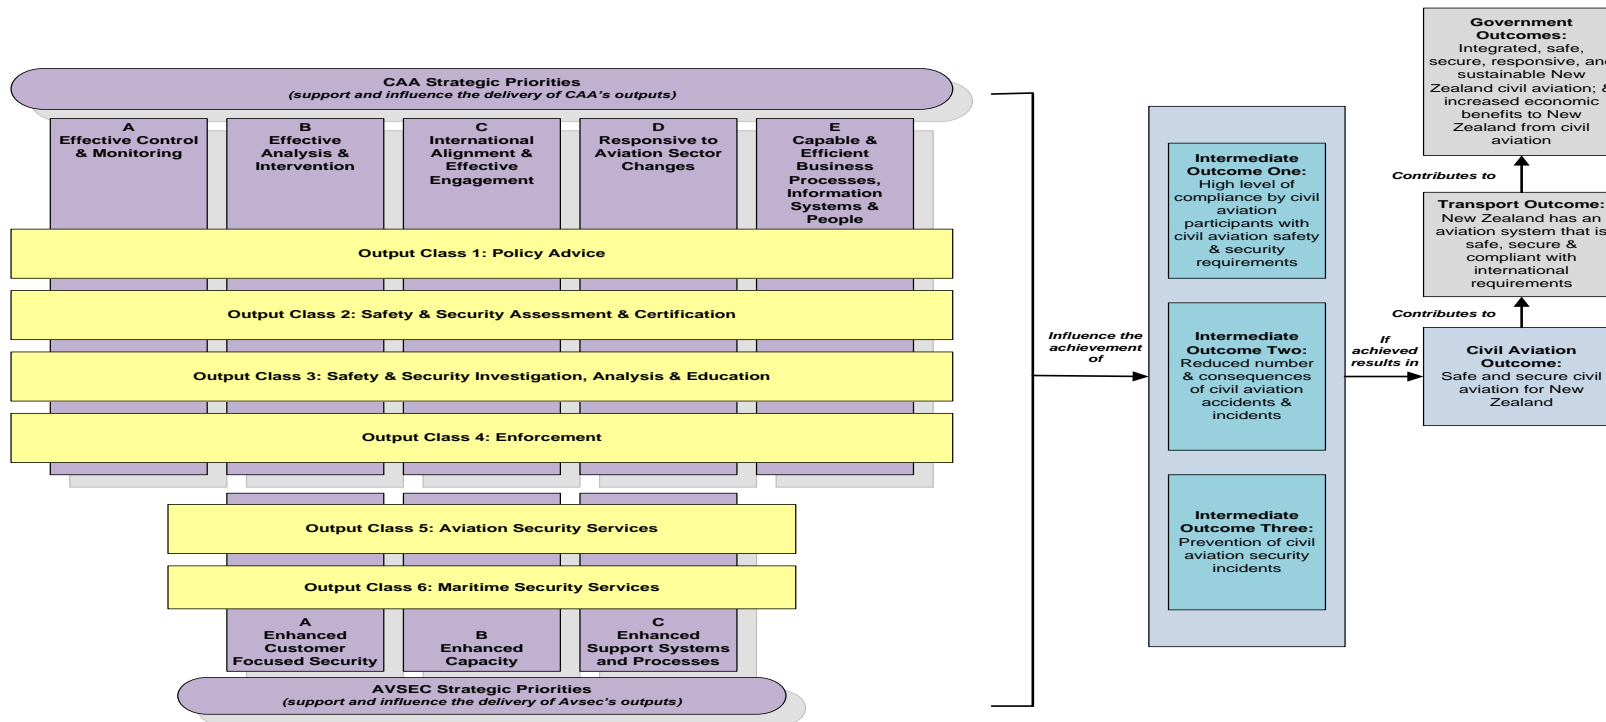 CAA Strategic Priorities
(support and influence the delivery of CAA's outputs)
A
Effective Control
& Monitoring
B
Effective
Analysis &
Intervention
C
International
Alignment &
Effective
Engagement
D
Responsive to
Aviation Sector
Changes
E
Capable &
Efficient
Business
Processes,
Information
Systems &
People
Output Class 1: Policy Advice
Output Class 2: Safety & Security Assessment & Certification
Output Class 3: Safety & Security Investigation, Analysis & Education
Output Class 4: Enforcement
Output Class 5: Aviation Security Services
Output Class 6: Maritime Security Services
A
Enhanced
Customer
Focused Security
B
Enhanced
Capacity
C
Enhanced
Support Systems
and Processes
AVSEC Strategic Priorities
(support and influence the delivery of Avsec's outputs)
Influence the
achievement
of
Intermediate
Outcome One:
High level of
compliance by civil
aviation
participants with
civil aviation safety
& security
requirements
Intermediate
Outcome Two:
Reduced number
& consequences
of civil aviation
accidents &
incidents
Intermediate
Outcome Three:
Prevention of civil
aviation security
incidents
If
achieved
results in
Government
Outcomes:
Integrated, safe,
secure, responsive, and
sustainable New
Zealand civil aviation; &
increased economic
benefits to New
Zealand from civil
aviation
Contributes to
Transport Outcome:
New Zealand has an
aviation system that is
safe, secure &
compliant with
international
requirements
Contributes to
Civil Aviation
Outcome:
Safe and secure civil
aviation for New
Zealand